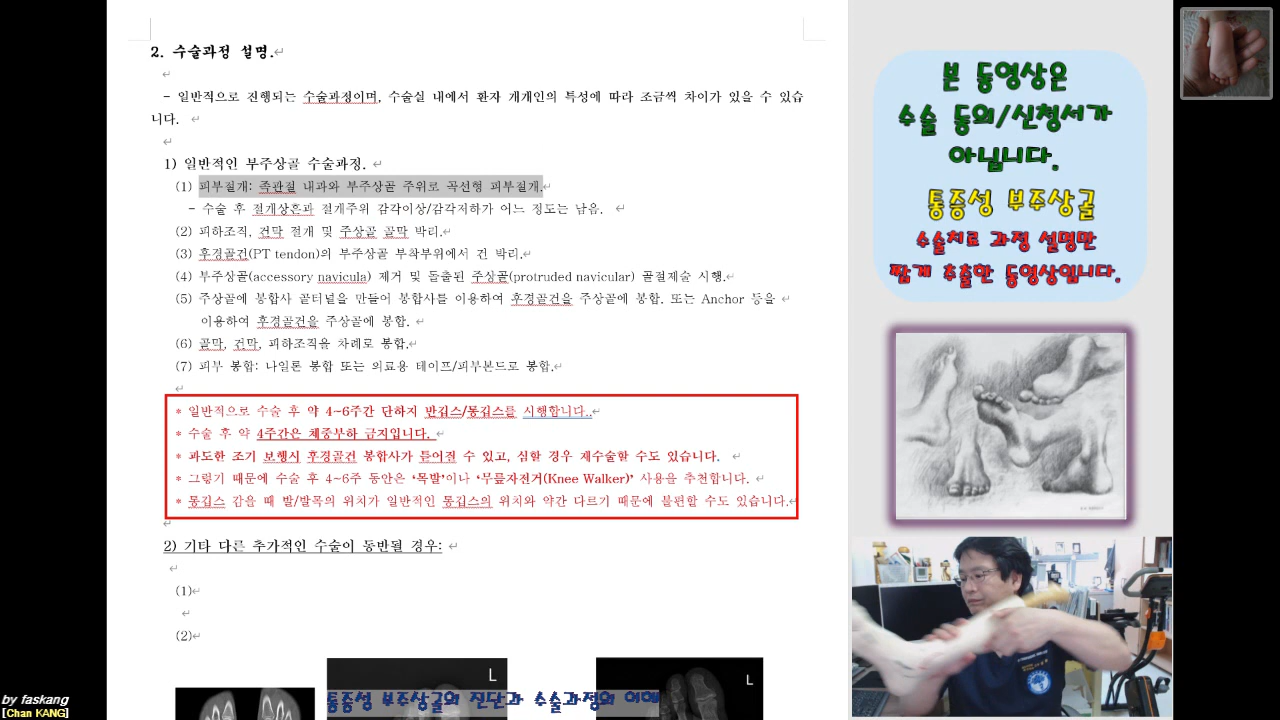 2. 수술과정 설명.
- 일반적으로 진행되는 수술과정이며, 수술실 내에서 환자 개개인의 특성에 따라 조금씩 차이가 있을 수 있습
니다.
1) 일반적인 부주상골 수술과정.
(1) 피부절개: 족관절 내과와 부주상골 주위로 곡선형 피부절개.
- 수술 후 절개상흔과 절개주위 감각이상/감각저하가 어느 정도는 남음.
(2) 피하조직, 건막 절개 및 주상골 골막 박리.
(3) 후경골건(PT tendon)의 부주상골 부착부위에서 건 박리.
(4) 부주상골(accessory navicula) 제거 및 돌출된 주상골(protruded navicular) 골절제술 시행.
(5) 주상골에 봉합사 골터널을 만들어 봉합사를 이용하여 후경골건을 주상골에 봉합. 또는 Anchor 등을
이용하여 후경골건을 주상골에 봉합.
(6) 골막, 건막, 피하조직을 차례로 봉합.
(7) 피부 봉합: 나일론 봉합 또는 의료용 테이프/피부본드로 봉합.
* 일반적으로 수술 후 약 4~6주간 단하지 반깁스/통깁스를 시행합니다..
* 수술 후 약 4주간은 체중부하 금지입니다.
* 과도한 조기 보행시 후경골건 봉합사가 틀어질 수 있고, 심할 경우 재수술할 수도 있습니다.
* 그렇기 때문에 수술 후 4~6주 동안은 '목발'이나 '무릎자전거(Knee Walker)' 사용을 추천합니다.
* 통깁스 감을 때 발/발목의 위치가 일반적인 통깁스의 위치와 약간 다르기 때문에 불편할 수도 있습니다.
2) 기타 다른 추가적인 수술이 동반될 경우:
(1)
(2)
L
L
통증성 부주상골의 진단과 수술과정의 이해
본 동영상은
수술 동의/신청서가
아닙니다.
통증성 부주상골
수술치료 과정 설명만
짧게 추출한 동영상입니다.
by faskang
[Chan KANG]